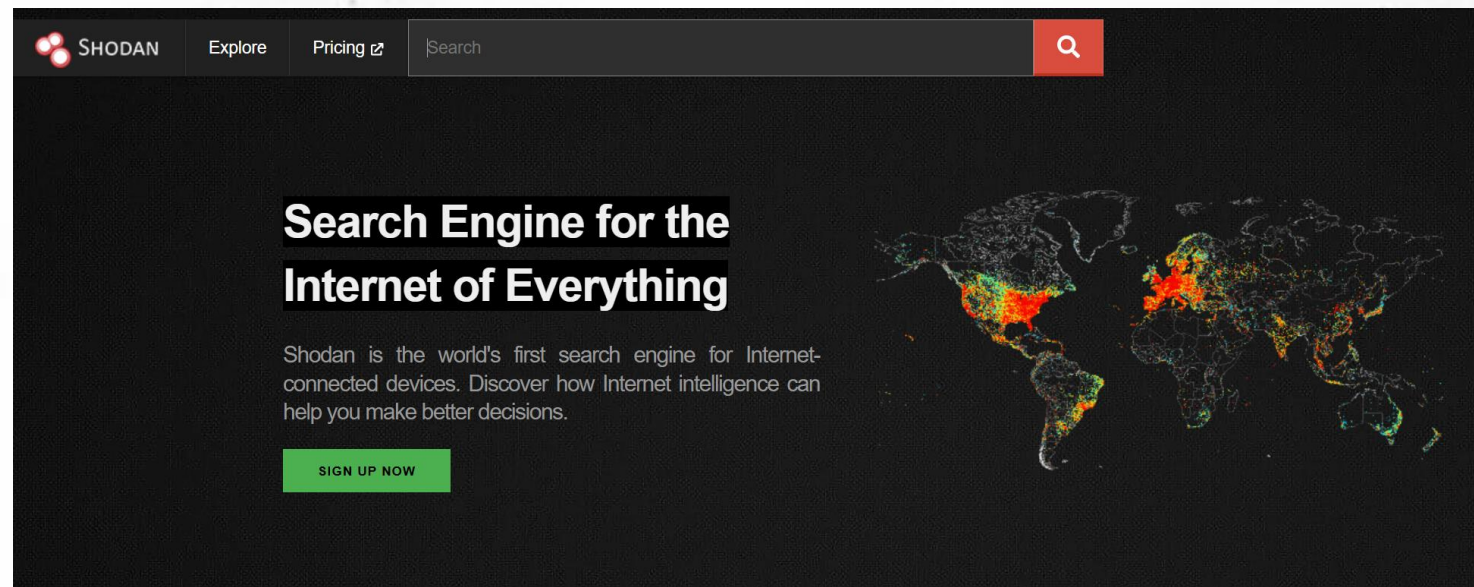 SHODAN Explore Pricing Search
Search Engine for the
Internet of Everything
Shodan is the world's first search engine for Internet-
connected devices. Discover how Internet intelligence can
help you make better decisions.
SIGN UP NOW